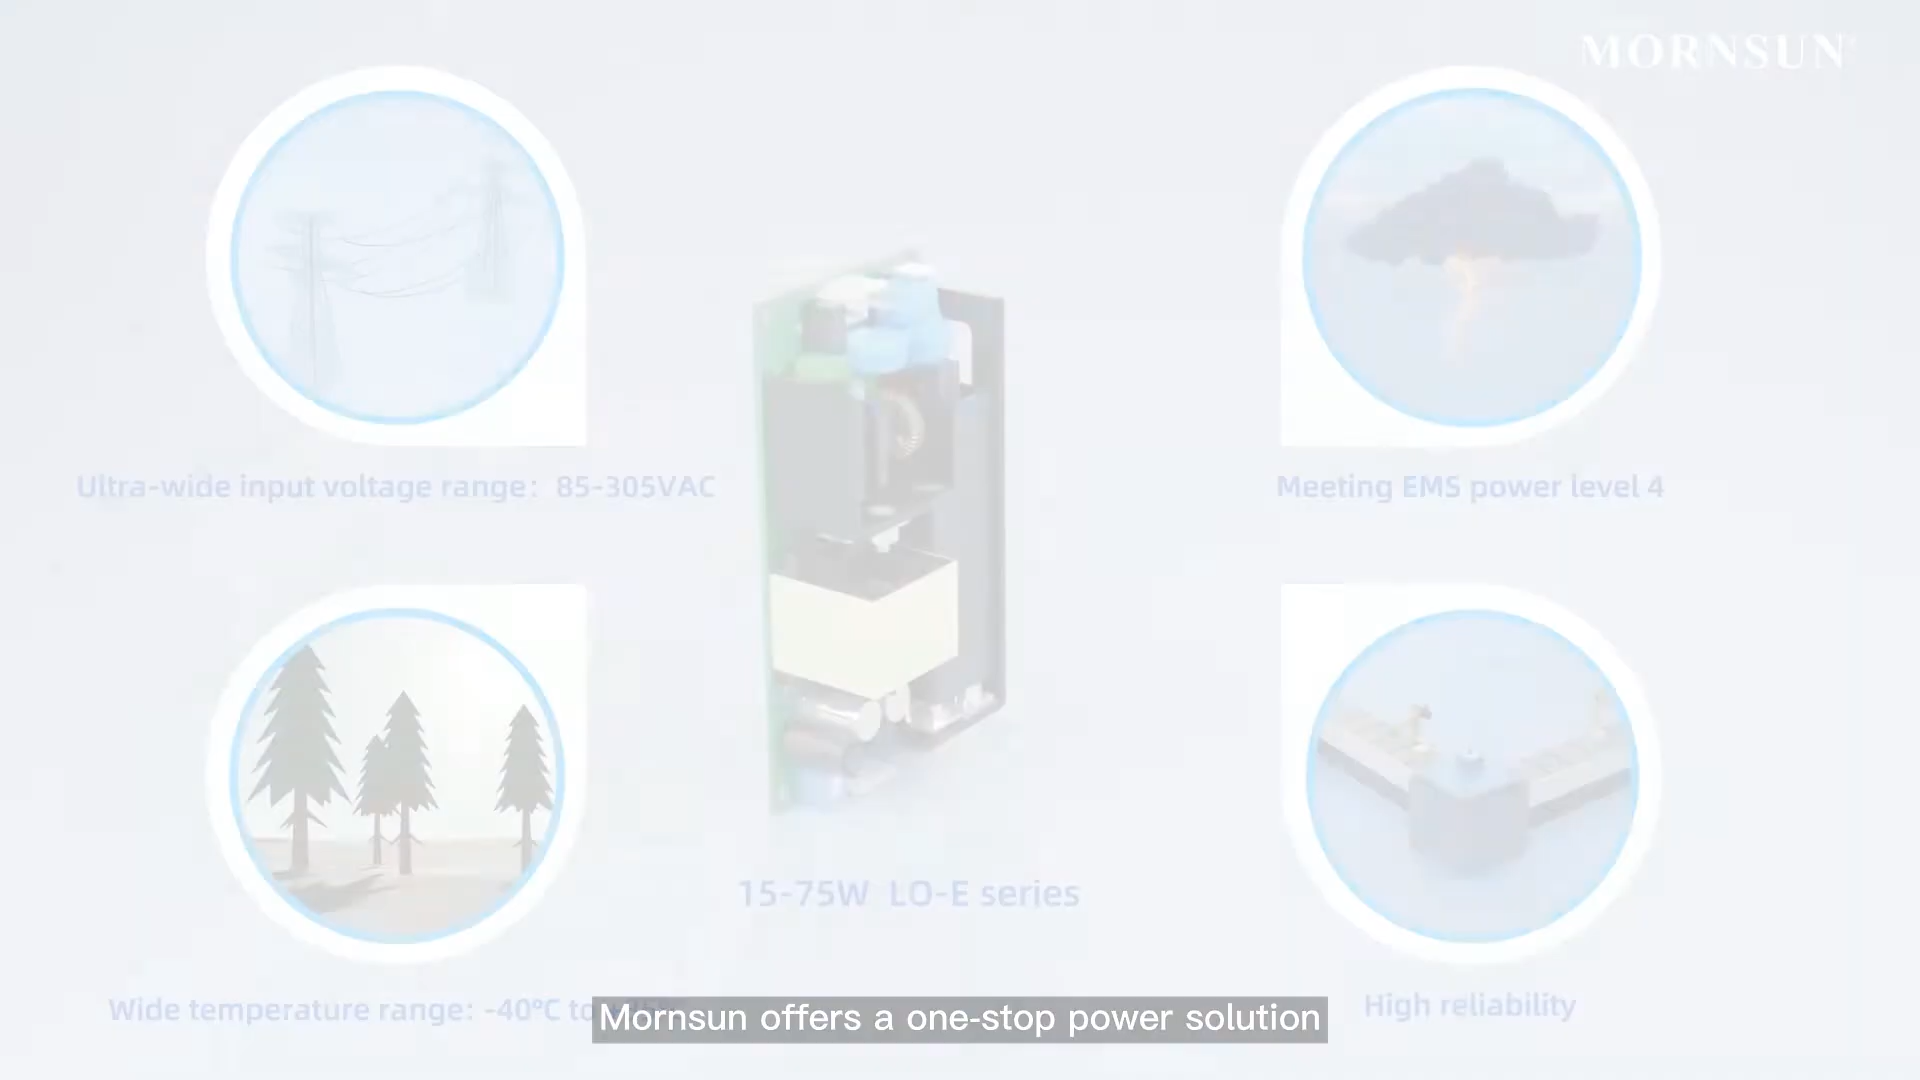 MORNSUN
Ultra-wide input voltage range: 85-305VAC
Meeting EMS power level 4
15-75W LO-E series
Wide temperature range: -40℃ to
High reliability
Mornsun offers a one-stop power solution